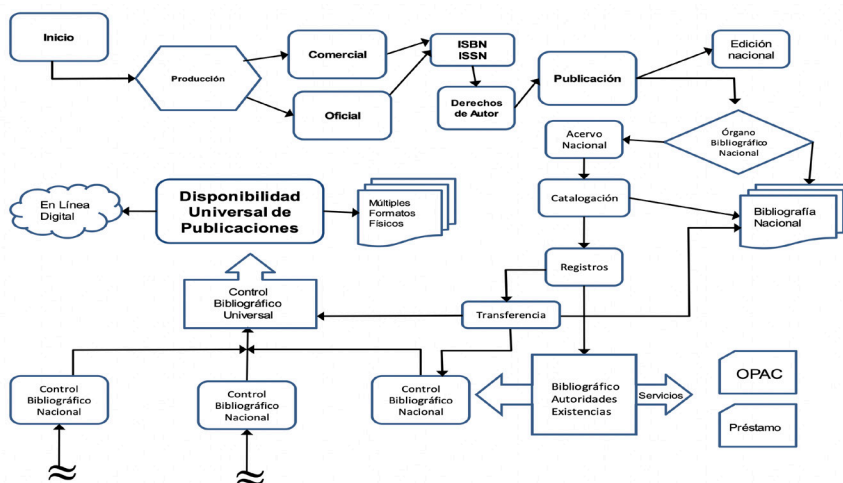 Inicio
Producción
Comercial
Oficial
ISBN
ISSN
Derechos
de Autor
Publicación
Edición
nacional
Órgano
Bibliográfico
Nacional
Acervo
Nacional
Catalogación
Bibliografía
Nacional
Registros
Transferencia
En Línea
Digital
Disponibilidad
Universal de
Publicaciones
Múltiples
Formatos
Físicos
Control
Bibliográfico
Universal
Control
Bibliográfico
Nacional
Control
Bibliográfico
Nacional
Control
Bibliográfico
Nacional
Bibliográfico
Autoridades
Existencias
Servicios
OPAC
Préstamo